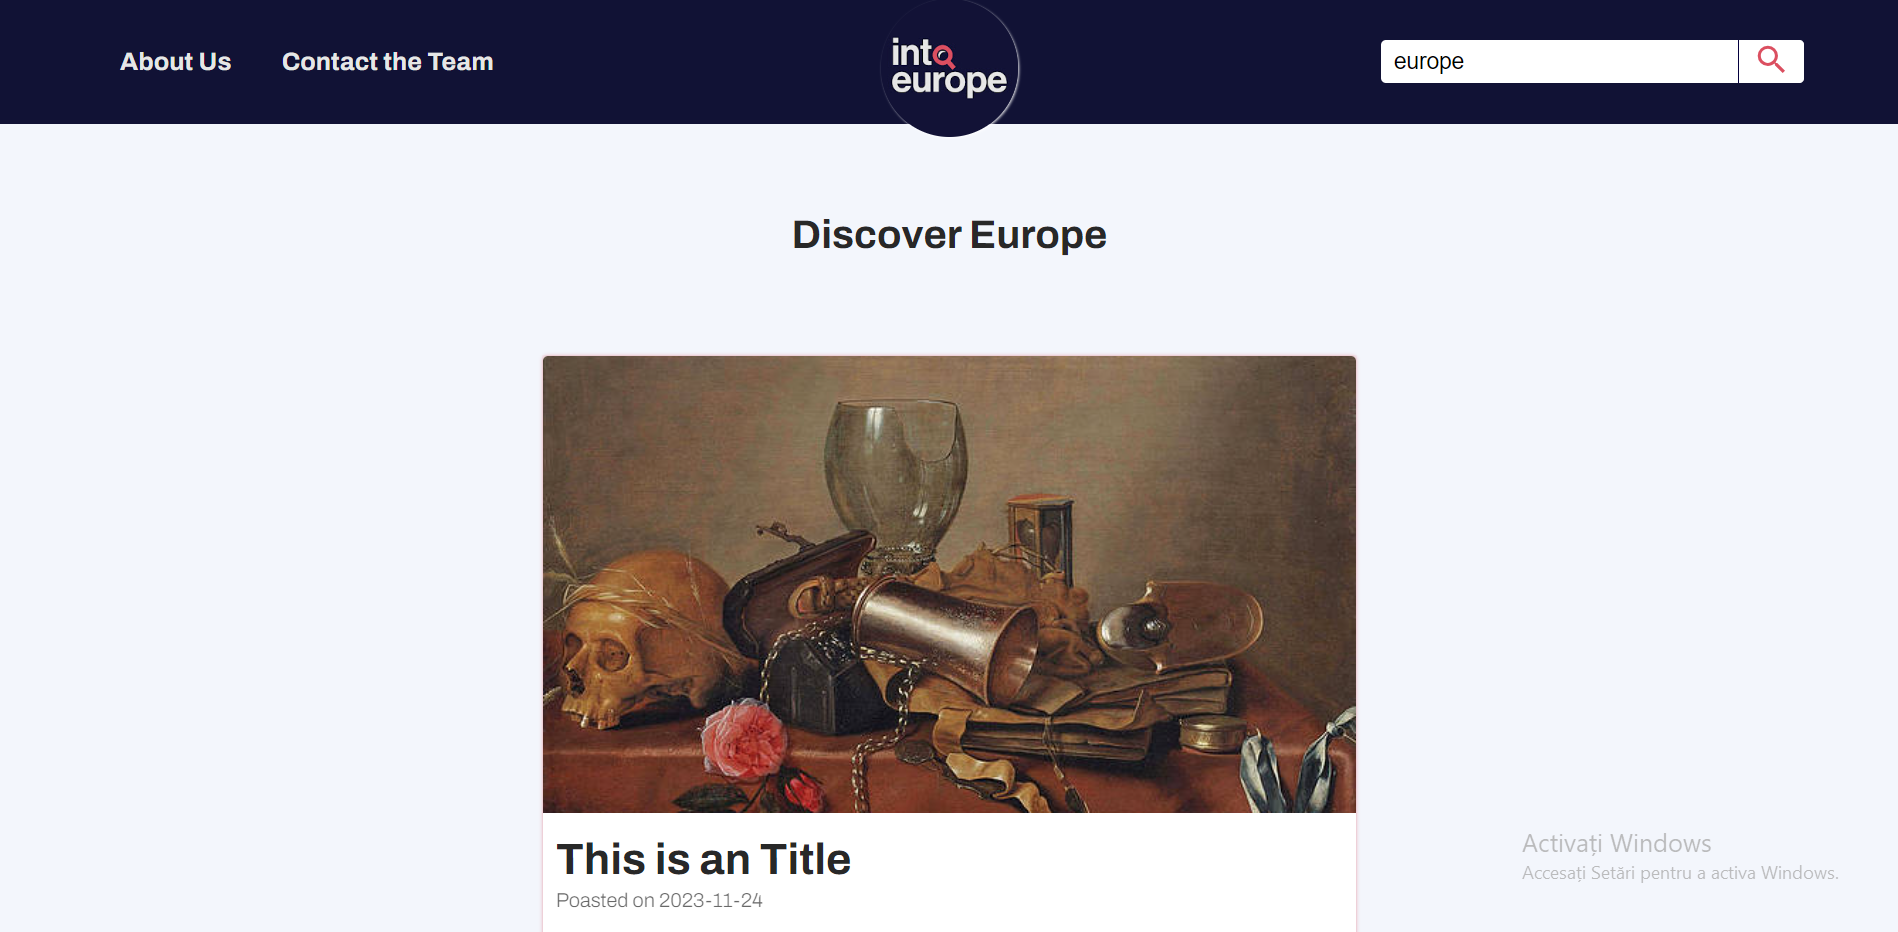 About Us
Contact the Team
into
europe
europe
Discover Europe
This is an Title
Poasted on 2023-11-24
Activați Windows
Accesați Setări pentru a activa Windows.